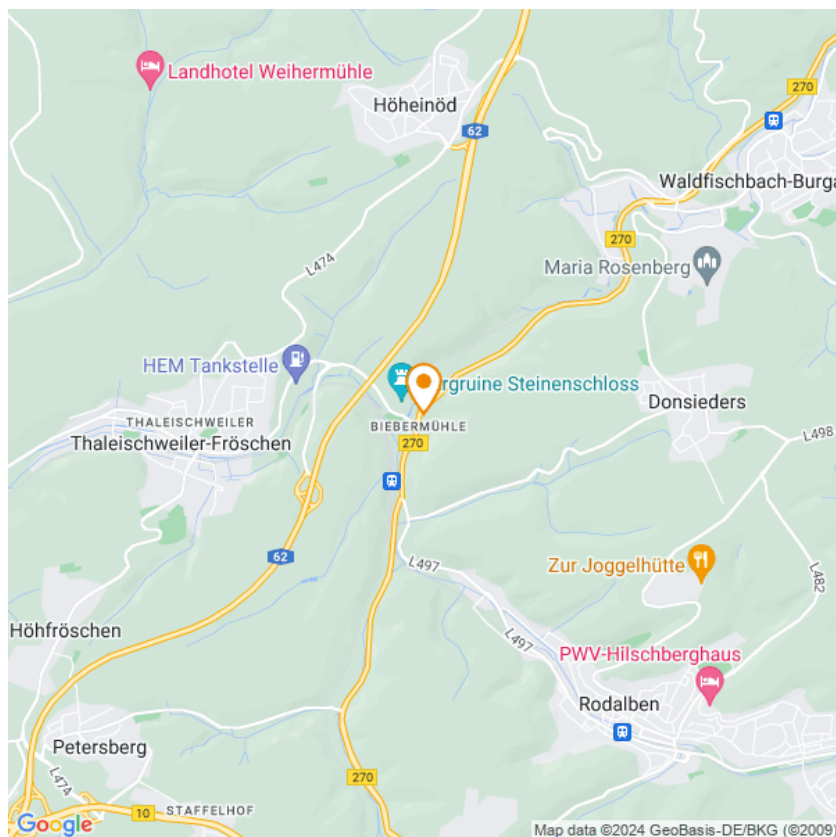 Landhotel Weihermühle
Höheinöd
270
62
Waldfischbach-Burga
270
L474
Maria Rosenberg
HEM Tankstelle
rgruine Steinenschloss
Donsieders
THALEISCHWEILER
BIEBERMÜHLE
Thaleischweiler-Fröschen
270
L498
62
L497
Zur Joggelhütte
L482
Höhfröschen
L497
PWV-Hilschberghaus
Rodalben
Petersberg
L474
270
10
STAFFELHOF
Google
Map data ©2024 GeoBasis-DE/BKG (©2009